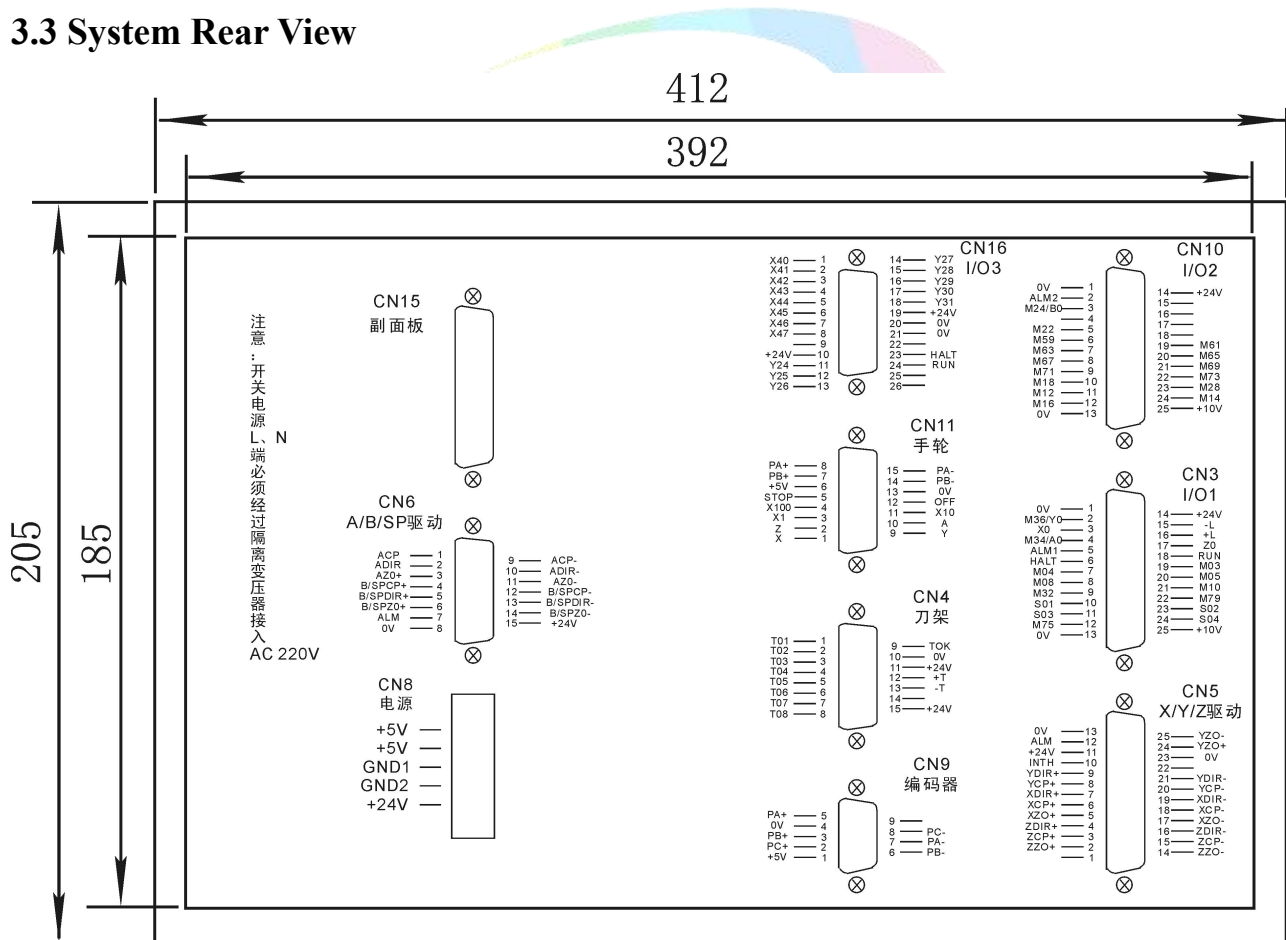 3.3 System Rear View
412
392
205
185
注意:开关电源L、N端必须经过隔离变压器接入
AC 220V
CN15
副面板
CN6
A/B/SP驱动
ACP 1
ADIR 2
AZ0+ 3
B/SPCP+ 4
B/SPDIR+ 5
B/SPZ0+ 6
ALM 7
0V 8
9 ACP-
10 ADIR-
11 AZ0-
12 B/SPCP-
13 B/SPDIR-
14 B/SPZ0-
15 +24V
CN8
电源
+5V
+5V
GND1
GND2
+24V
CN16
I/O3
X40 1
X41 2
X42 3
X43 4
X44 5
X45 6
X46 7
X47 8
9
+24V 10
Y24 11
Y25 12
Y26 13
14 Y27
15 Y28
16 Y29
17 Y30
18 Y31
19 +24V
20 0V
21 0V
22
23 HALT
24 RUN
25
26
CN11
手轮
PA+ 8
PB+ 7
+5V 6
STOP 5
X100 4
X1 3
Z 2
X 1
15 PA-
14 PB-
13 0V
12 OFF
11 X10
10 A
9 Y
CN4
刀架
T01 1
T02 2
T03 3
T04 4
T05 5
T06 6
T07 7
T08 8
9 TOK
10 0V
11 +24V
12 +T
13 -T
14
15 +24V
CN9
编码器
PA+ 5
0V 4
PB+ 3
PC+ 2
+5V 1
9
8 PC-
7 PA-
6 PB-
CN10
I/O2
0V 1
ALM2 2
M24/B0 3
4
M22 5
M59 6
M63 7
M67 8
M71 9
M18 10
M12 11
M16 12
0V 13
14 +24V
15
16
17
18
19 M61
20 M65
21 M69
22 M73
23 M28
24 M14
25 +10V
CN3
I/O1
0V 1
M36/Y0 2
X0 3
M34/A0 4
ALM1 5
HALT 6
M04 7
M08 8
M32 9
S01 10
S03 11
M75 12
0V 13
14 +24V
15 -L
16 +L
17 Z0
18 RUN
19 M03
20 M05
21 M10
22 M79
23 S02
24 S04
25 +10V
CN5
X/Y/Z驱动
0V 13
ALM 12
+24V 11
INTH 10
YDIR+ 9
YCP+ 8
XDIR+ 7
XCP+ 6
XZO+ 5
ZDIR+ 4
ZCP+ 3
ZZO+ 2
1
25 YZO-
24 YZO+
23 0V
22
21 YDIR-
20 YCP-
19 XDIR-
18 XCP-
17 XZO-
16 ZDIR-
15 ZCP-
14 ZZO-